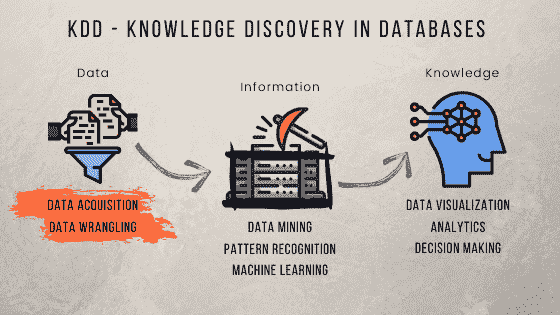 KDD - KNOWLEDGE DISCOVERY IN DATABASES
Data
DATA ACQUISITION
DATA WRANGLING
Information
DATA MINING
PATTERN RECOGNITION
MACHINE LEARNING
Knowledge
DATA VISUALIZATION
ANALYTICS
DECISION MAKING